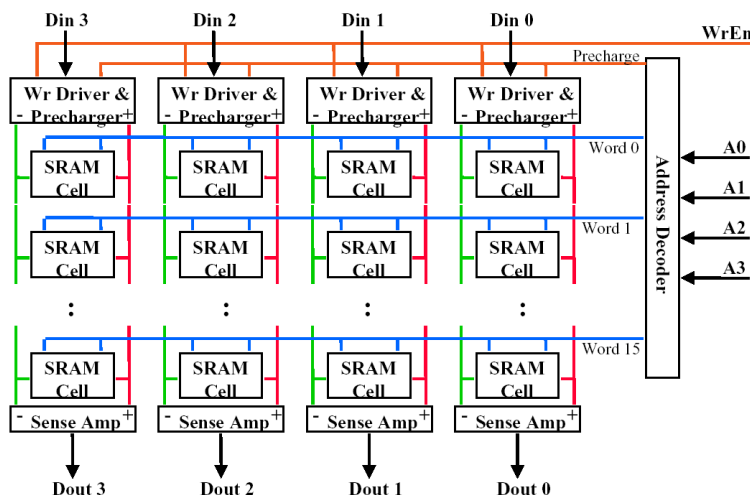 Din 3 Din 2 Din 1 Din 0
WrEn
Precharge
Wr Driver & Wr Driver & Wr Driver & Wr Driver &
- Precharger + - Precharger + - Precharger + - Precharger +
Word 0
A0
SRAM SRAM SRAM SRAM
Cell Cell Cell Cell
A1
Word 1
A2
SRAM SRAM SRAM SRAM
Cell Cell Cell Cell
A3
Address Decoder
: : : :
Word 15
SRAM SRAM SRAM SRAM
Cell Cell Cell Cell
- Sense Amp + - Sense Amp + - Sense Amp + - Sense Amp +
Dout 3 Dout 2 Dout 1 Dout 0